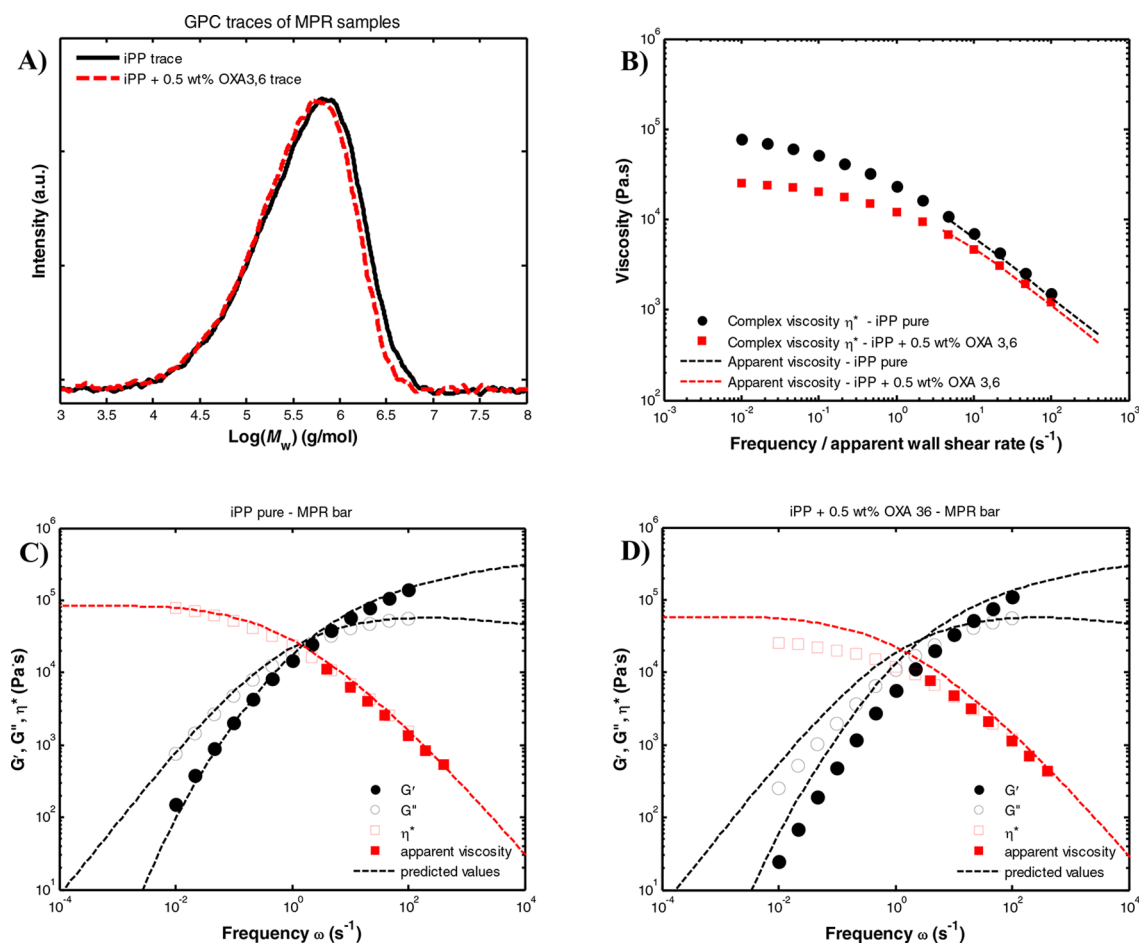 GPC traces of MPR samples
A)
iPP trace
iPP + 0.5 wt% OXA3,6 trace
Intensity (a.u.)
3 3.5 4 4.5 5 5.5 6 6.5 7 7.5 8
Log(Mw) (g/mol)
B)
10^6
10^5
10^4
10^3
10^2
Viscosity (Pa.s)
Complex viscosity η* - iPP pure
Complex viscosity η* - iPP + 0.5 wt% OXA 3,6
Apparent viscosity - iPP pure
Apparent viscosity - iPP + 0.5 wt% OXA 3,6
10^-3 10^-2 10^-1 10^0 10^1 10^2 10^3
Frequency / apparent wall shear rate (s^-1)
iPP pure - MPR bar
C)
10^6
10^5
10^4
10^3
10^2
10^1
G', G'', η* (Pa·s)
G'
G"
η*
apparent viscosity
predicted values
10^-4 10^-2 10^0 10^2 10^4
Frequency ω (s^-1)
iPP + 0.5 wt% OXA 36 - MPR bar
D)
10^6
10^5
10^4
10^3
10^2
10^1
G', G'', η* (Pa·s)
G'
G"
η*
apparent viscosity
predicted values
10^-4 10^-2 10^0 10^2 10^4
Frequency ω (s^-1)